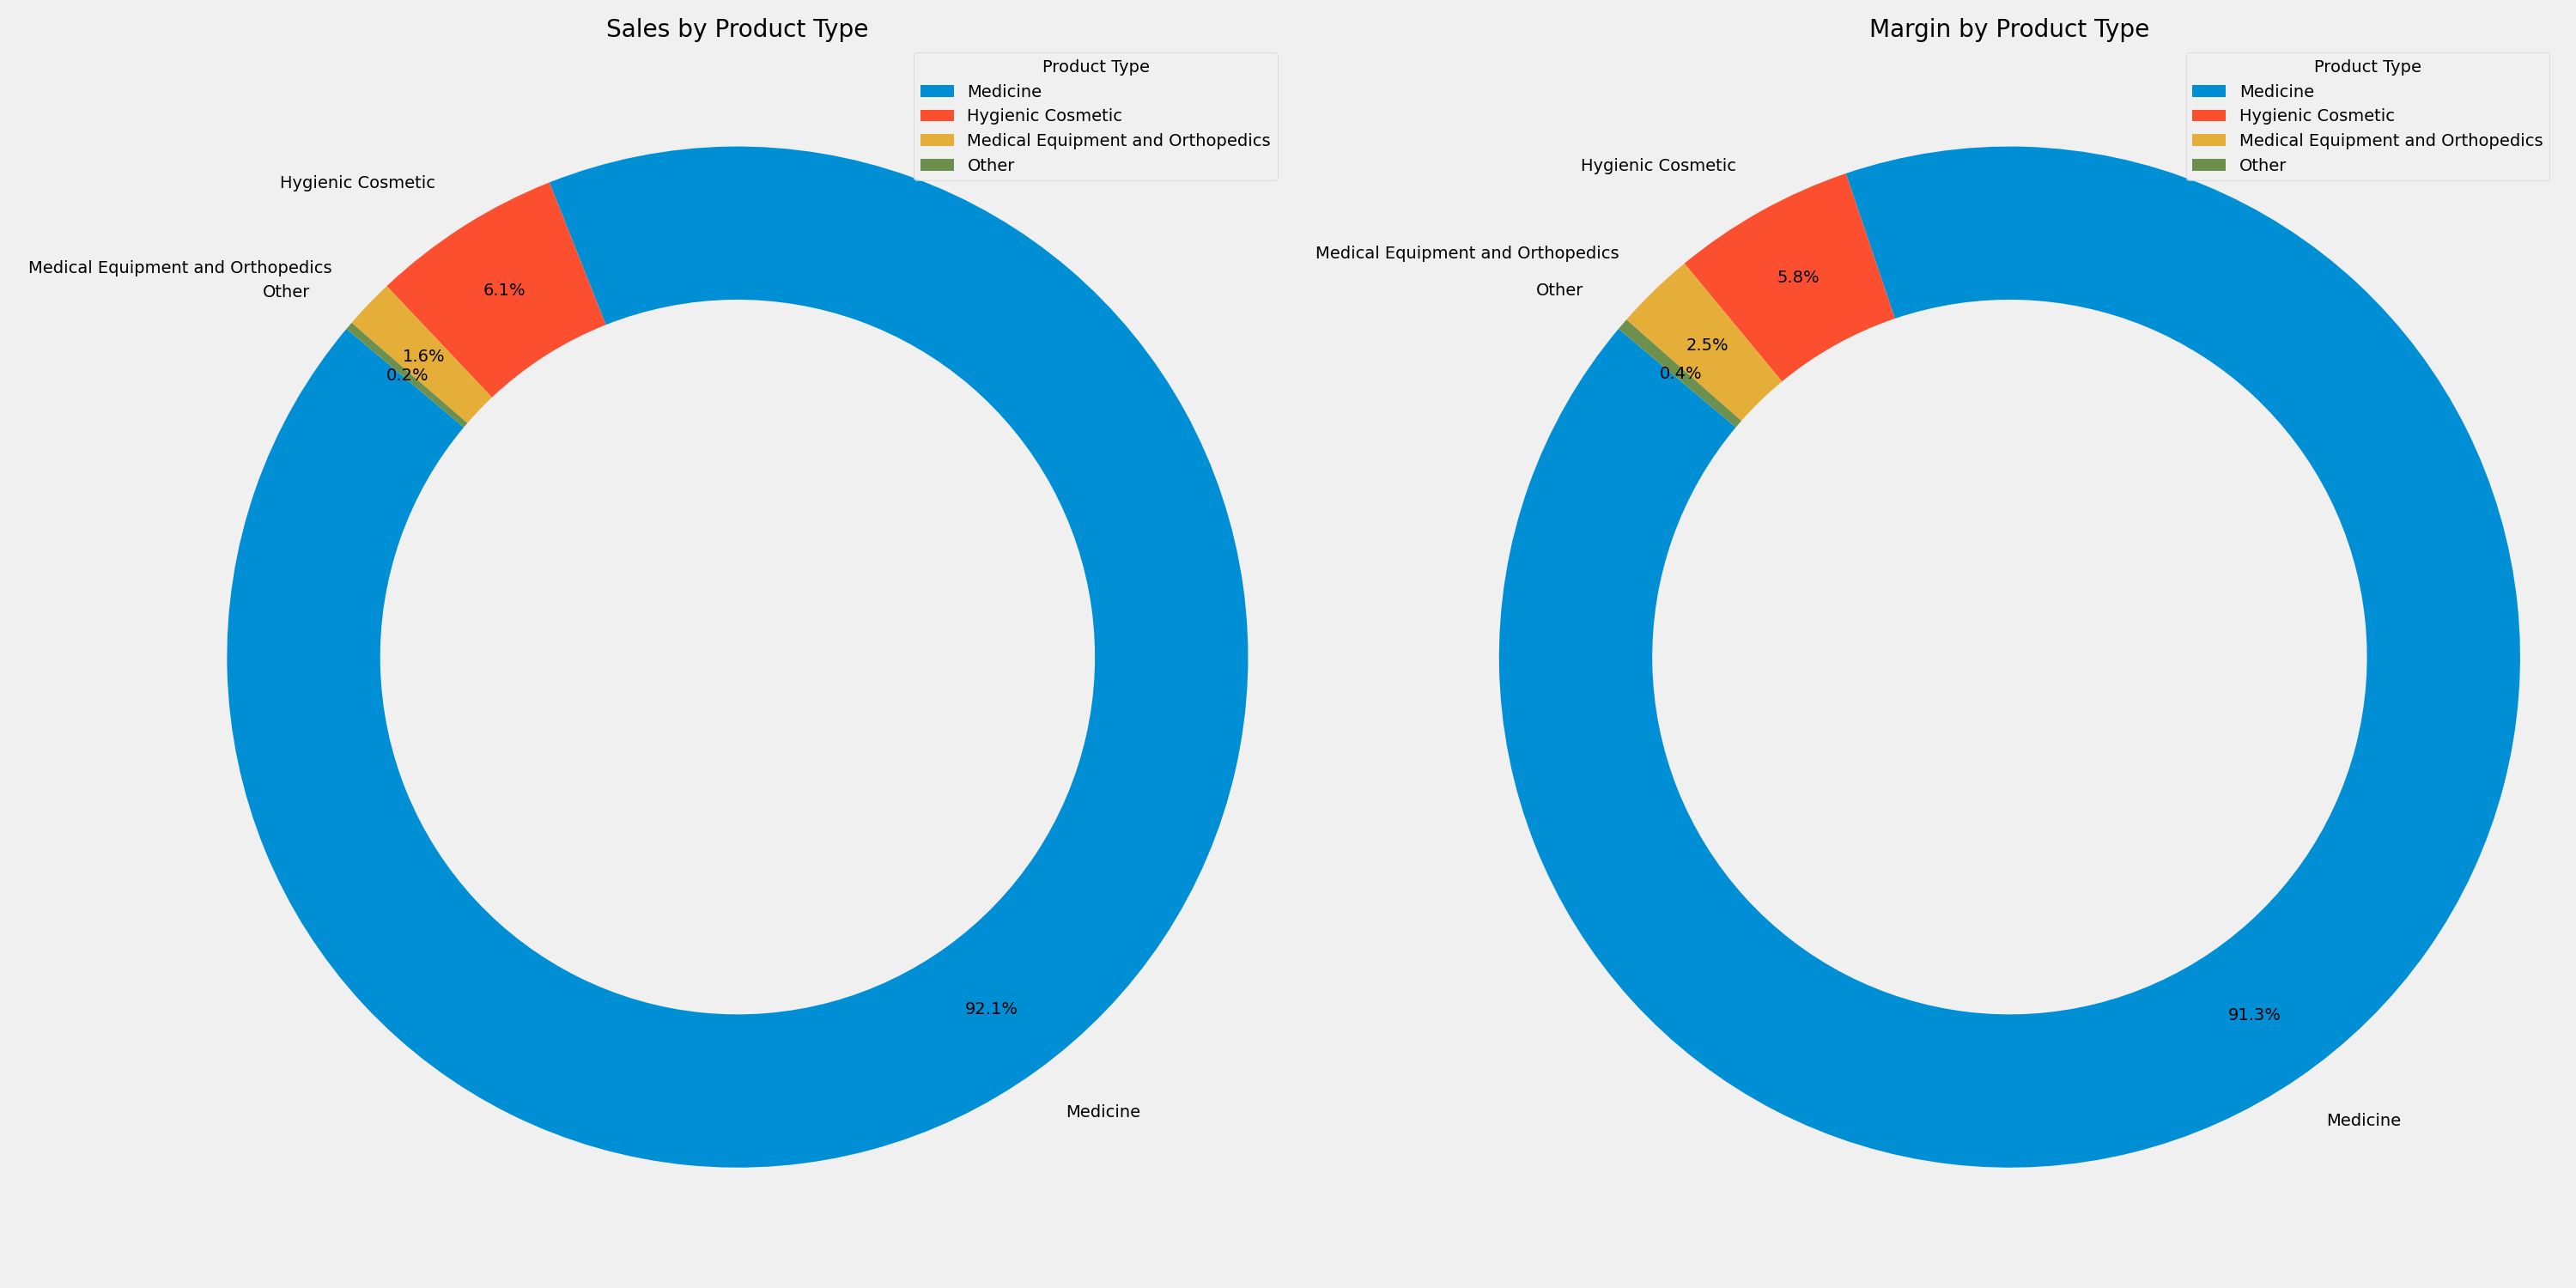 Sales by Product Type
Product Type
Medicine
Hygienic Cosmetic
Medical Equipment and Orthopedics
Other
Hygienic Cosmetic
Medical Equipment and Orthopedics
Other
6.1%
1.6%
0.2%
92.1%
Medicine
Margin by Product Type
Product Type
Medicine
Hygienic Cosmetic
Medical Equipment and Orthopedics
Other
Hygienic Cosmetic
Medical Equipment and Orthopedics
Other
5.8%
2.5%
0.4%
91.3%
Medicine